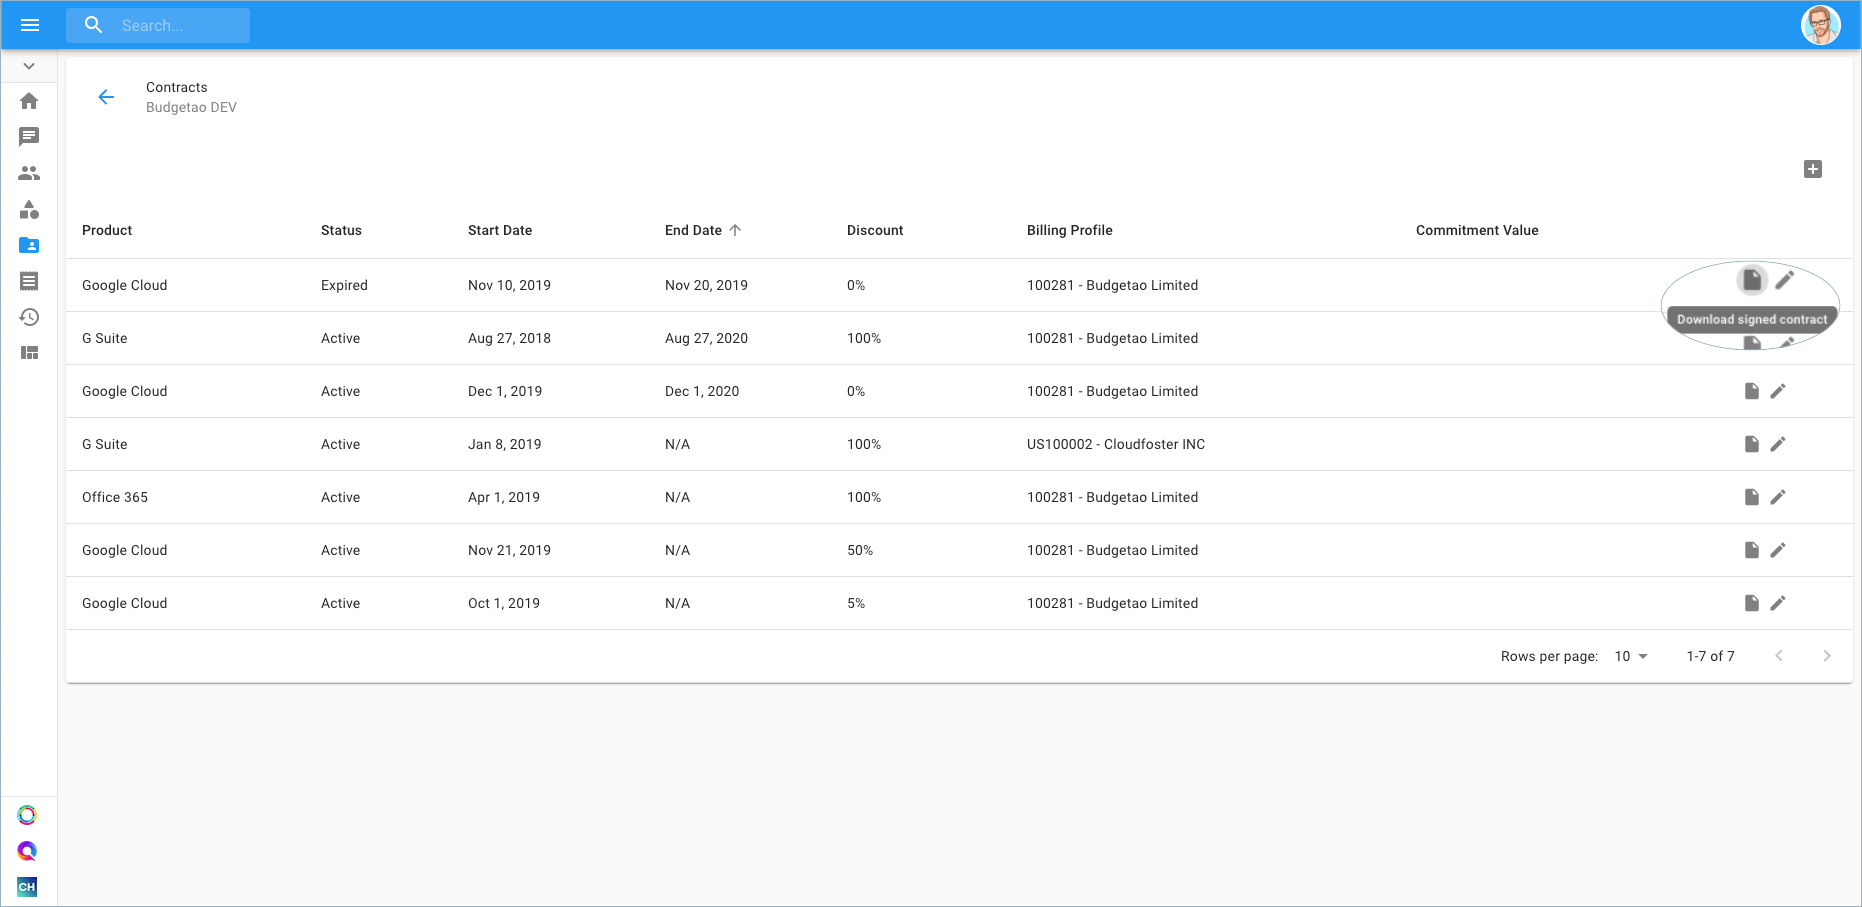 Search...
Contracts
Budgetao DEV
Product Status Start Date End Date Discount Billing Profile Commitment Value
Google Cloud Expired Nov 10, 2019 Nov 20, 2019 0% 100281 - Budgetao Limited
Download signed contract
G Suite Active Aug 27, 2018 Aug 27, 2020 100% 100281 - Budgetao Limited
Google Cloud Active Dec 1, 2019 Dec 1, 2020 0% 100281 - Budgetao Limited
G Suite Active Jan 8, 2019 N/A 100% US100002 - Cloudfoster INC
Office 365 Active Apr 1, 2019 N/A 100% 100281 - Budgetao Limited
Google Cloud Active Nov 21, 2019 N/A 50% 100281 - Budgetao Limited
Google Cloud Active Oct 1, 2019 N/A 5% 100281 - Budgetao Limited
Rows per page: 10 1-7 of 7
CH